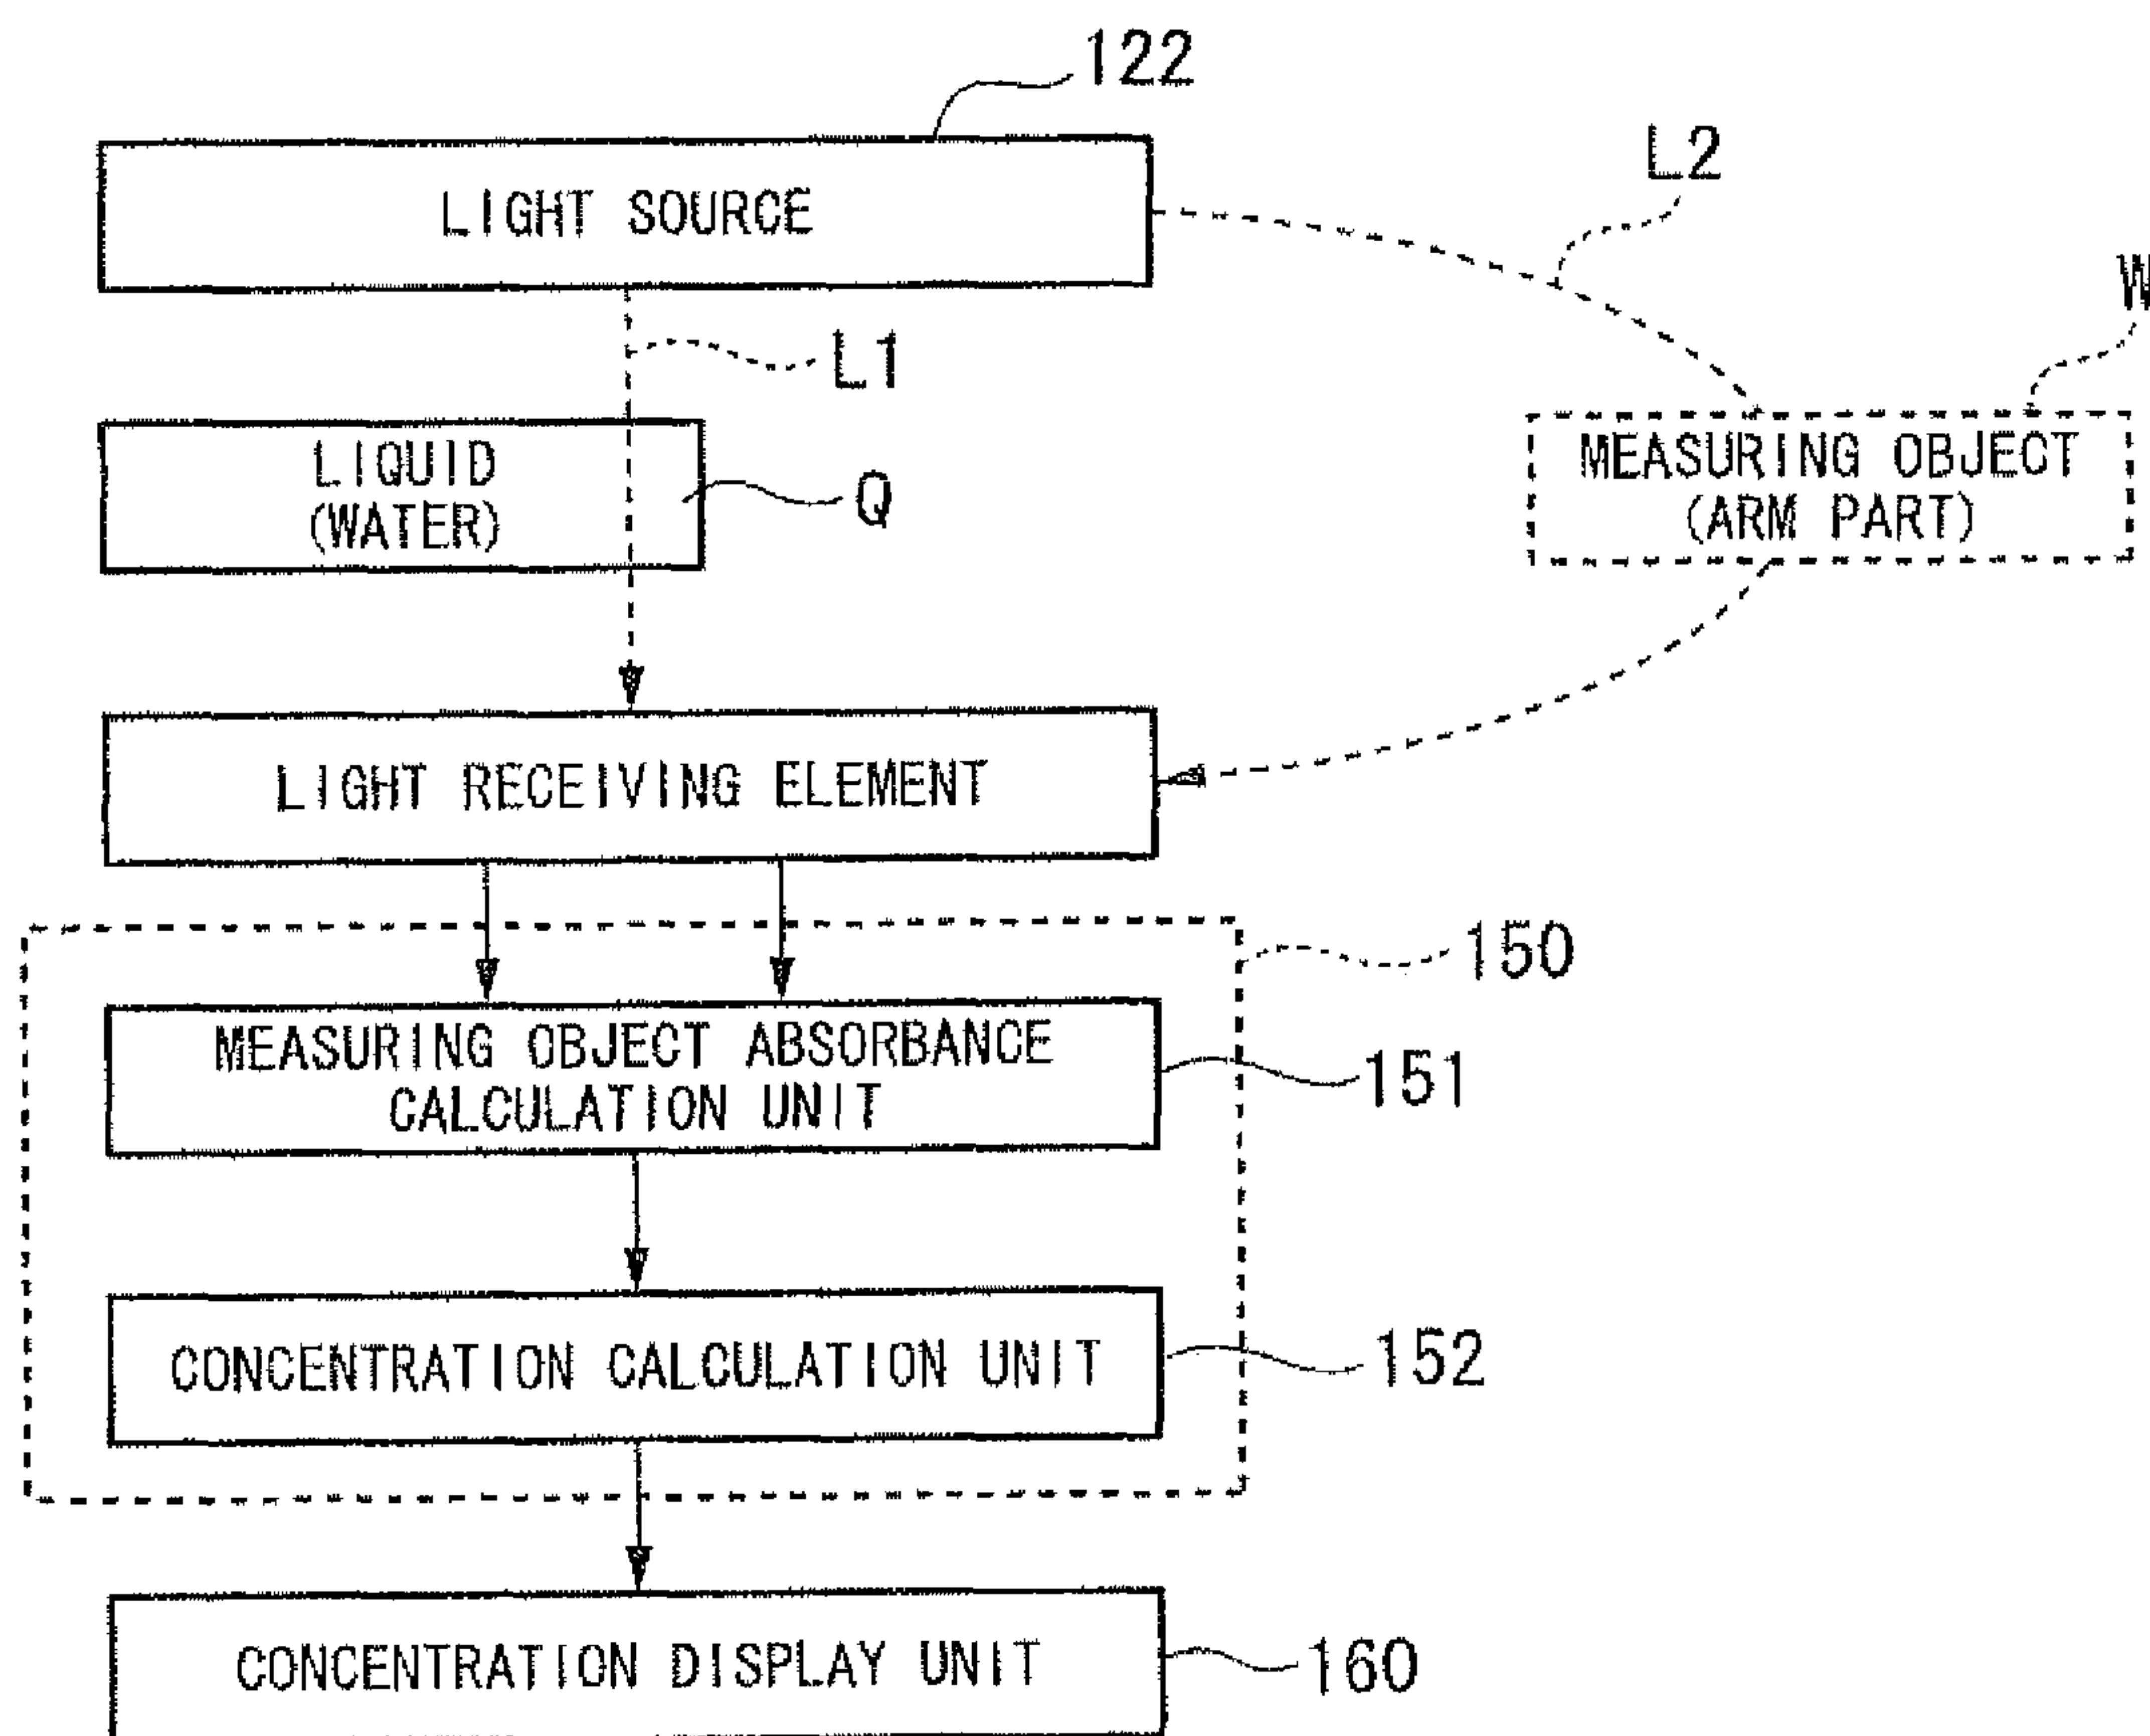 122
LIGHT SOURCE
L2
W
L1
LIQUID
(WATER)
Q
MEASURING OBJECT
(ARM PART)
LIGHT RECEIVING ELEMENT
150
MEASURING OBJECT ABSORBANCE
CALCULATION UNIT
151
CONCENTRATION CALCULATION UNIT
152
CONCENTRATION DISPLAY UNIT
160